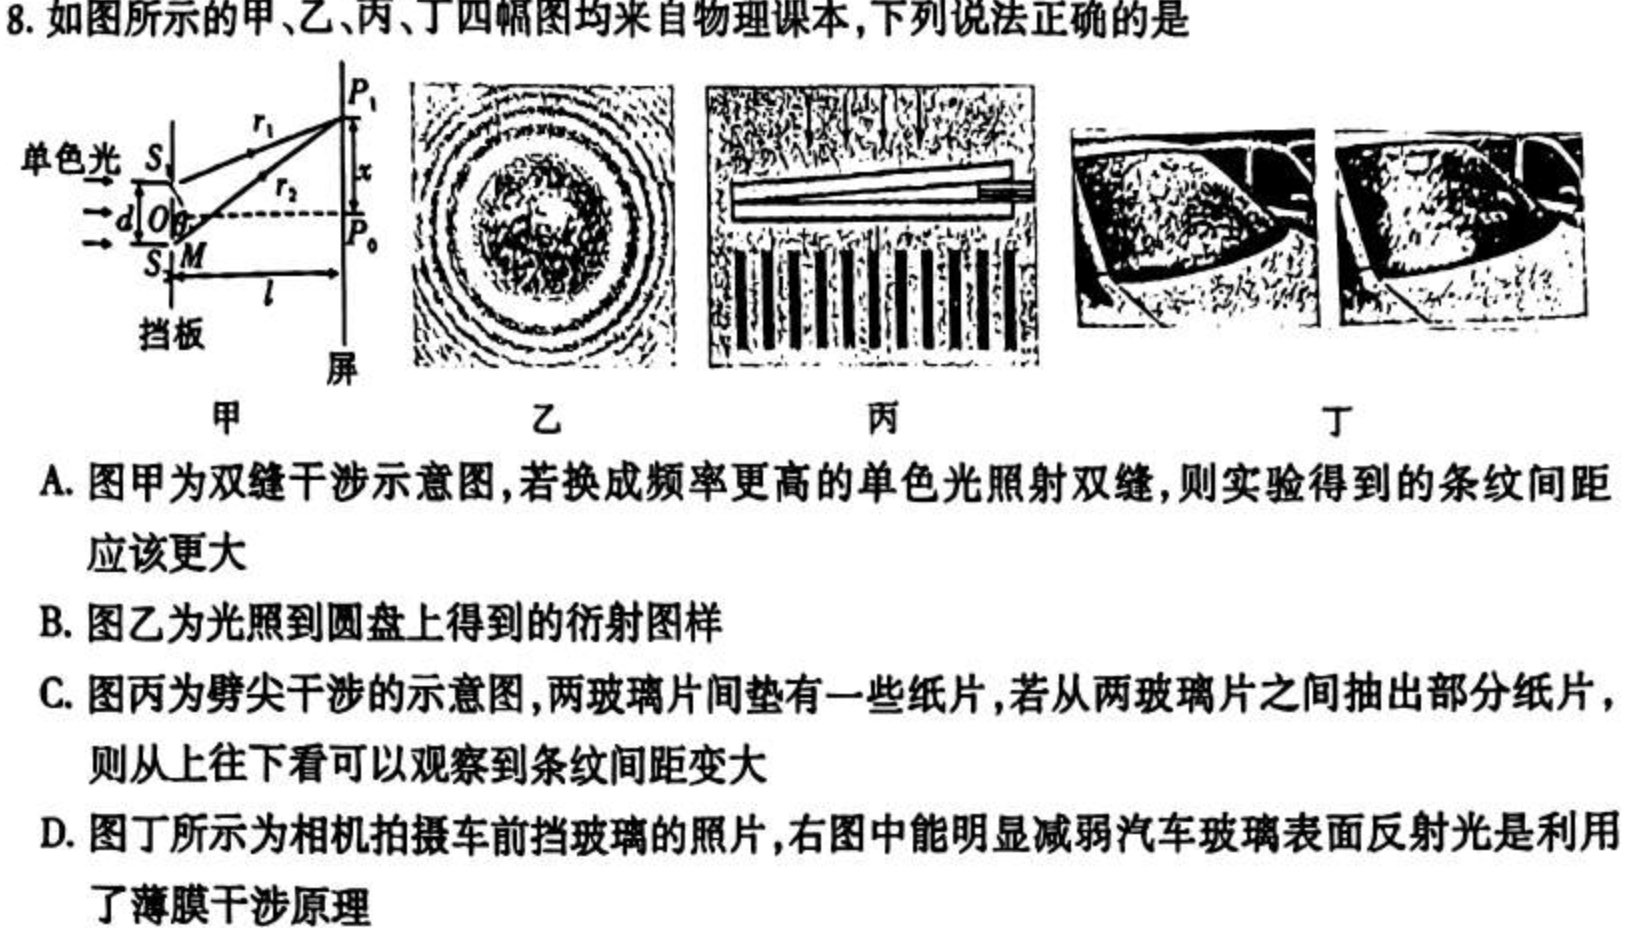 8. 如图所示的甲、乙、丙、丁四幅图均来自物理课本,下列说法正确的是
单色光 S d O θ S M r₁ r₂ x P₁ P₀ l
挡板
屏
甲 乙 丙 丁
A. 图甲为双缝干涉示意图,若换成频率更高的单色光照射双缝,则实验得到的条纹间距
应该更大
B. 图乙为光照到圆盘上得到的衍射图样
C. 图丙为劈尖干涉的示意图,两玻璃片间垫有一些纸片,若从两玻璃片之间抽出部分纸片,
则从上往下看可以观察到条纹间距变大
D. 图丁所示为相机拍摄车前挡玻璃的照片,右图中能明显减弱汽车玻璃表面反射光是利用
了薄膜干涉原理